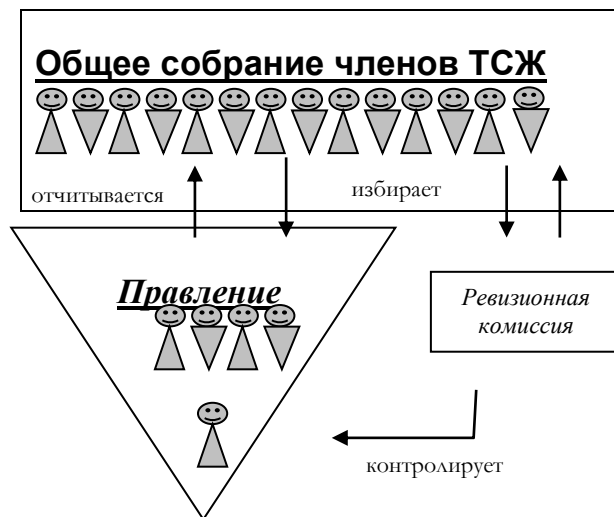 Общее собрание членов ТСЖ
отчитывается
избирает
Правление
Ревизионная
комиссия
контролирует